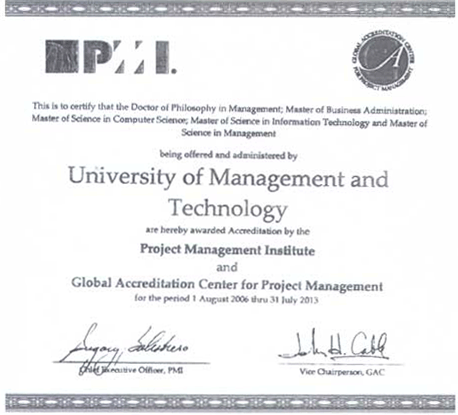 PMI.
GLOBAL ACCREDITATION CENTER
FOR PROJECT MANAGEMENT
This is to certify that the Doctor of Philosophy in Management; Master of Business Administration;
Master of Science in Computer Science; Master of Science in Information Technology and Master of
Science in Management
being offered and administered by
University of Management and
Technology
are hereby awarded Accreditation by the
Project Management Institute
and
Global Accreditation Center for Project Management
for the period 1 August 2006 thru 31 July 2013
Chief Executive Officer, PMI
Vice Chairperson, GAC